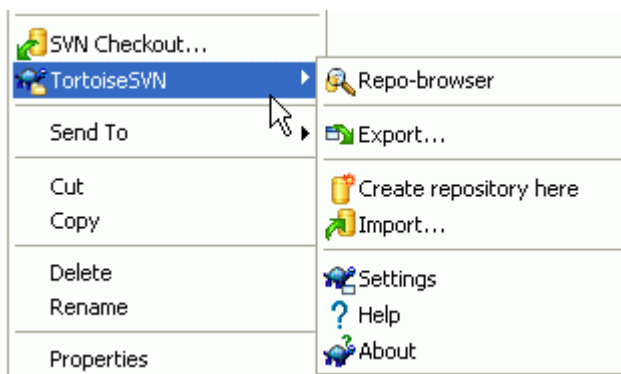 SVN Checkout...
TortoiseSVN
Send To
Cut
Copy
Delete
Rename
Properties
Repo-browser
Export...
Create repository here
Import...
Settings
Help
About